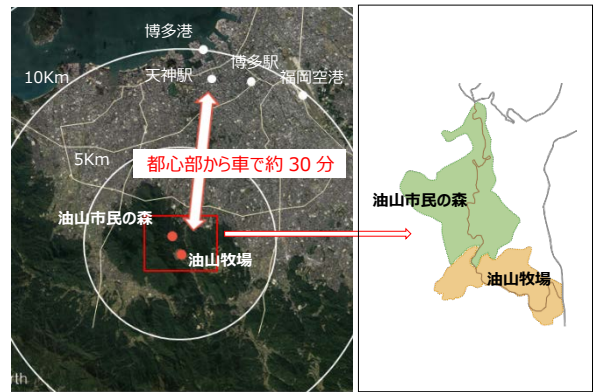 博多港
10Km
天神駅
博多駅
福岡空港
5Km
都心部から車で約 30 分
油山市民の森
油山牧場
油山市民の森
油山牧場
rth